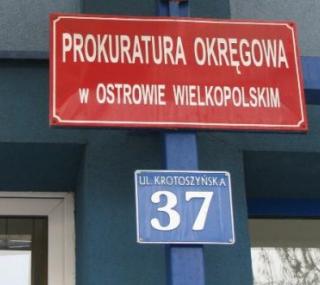 PROKURATURA OKRĘGOWA
w OSTROWIE WIELKOPOLSKIM
UL. KROTOSZYŃSKA
37